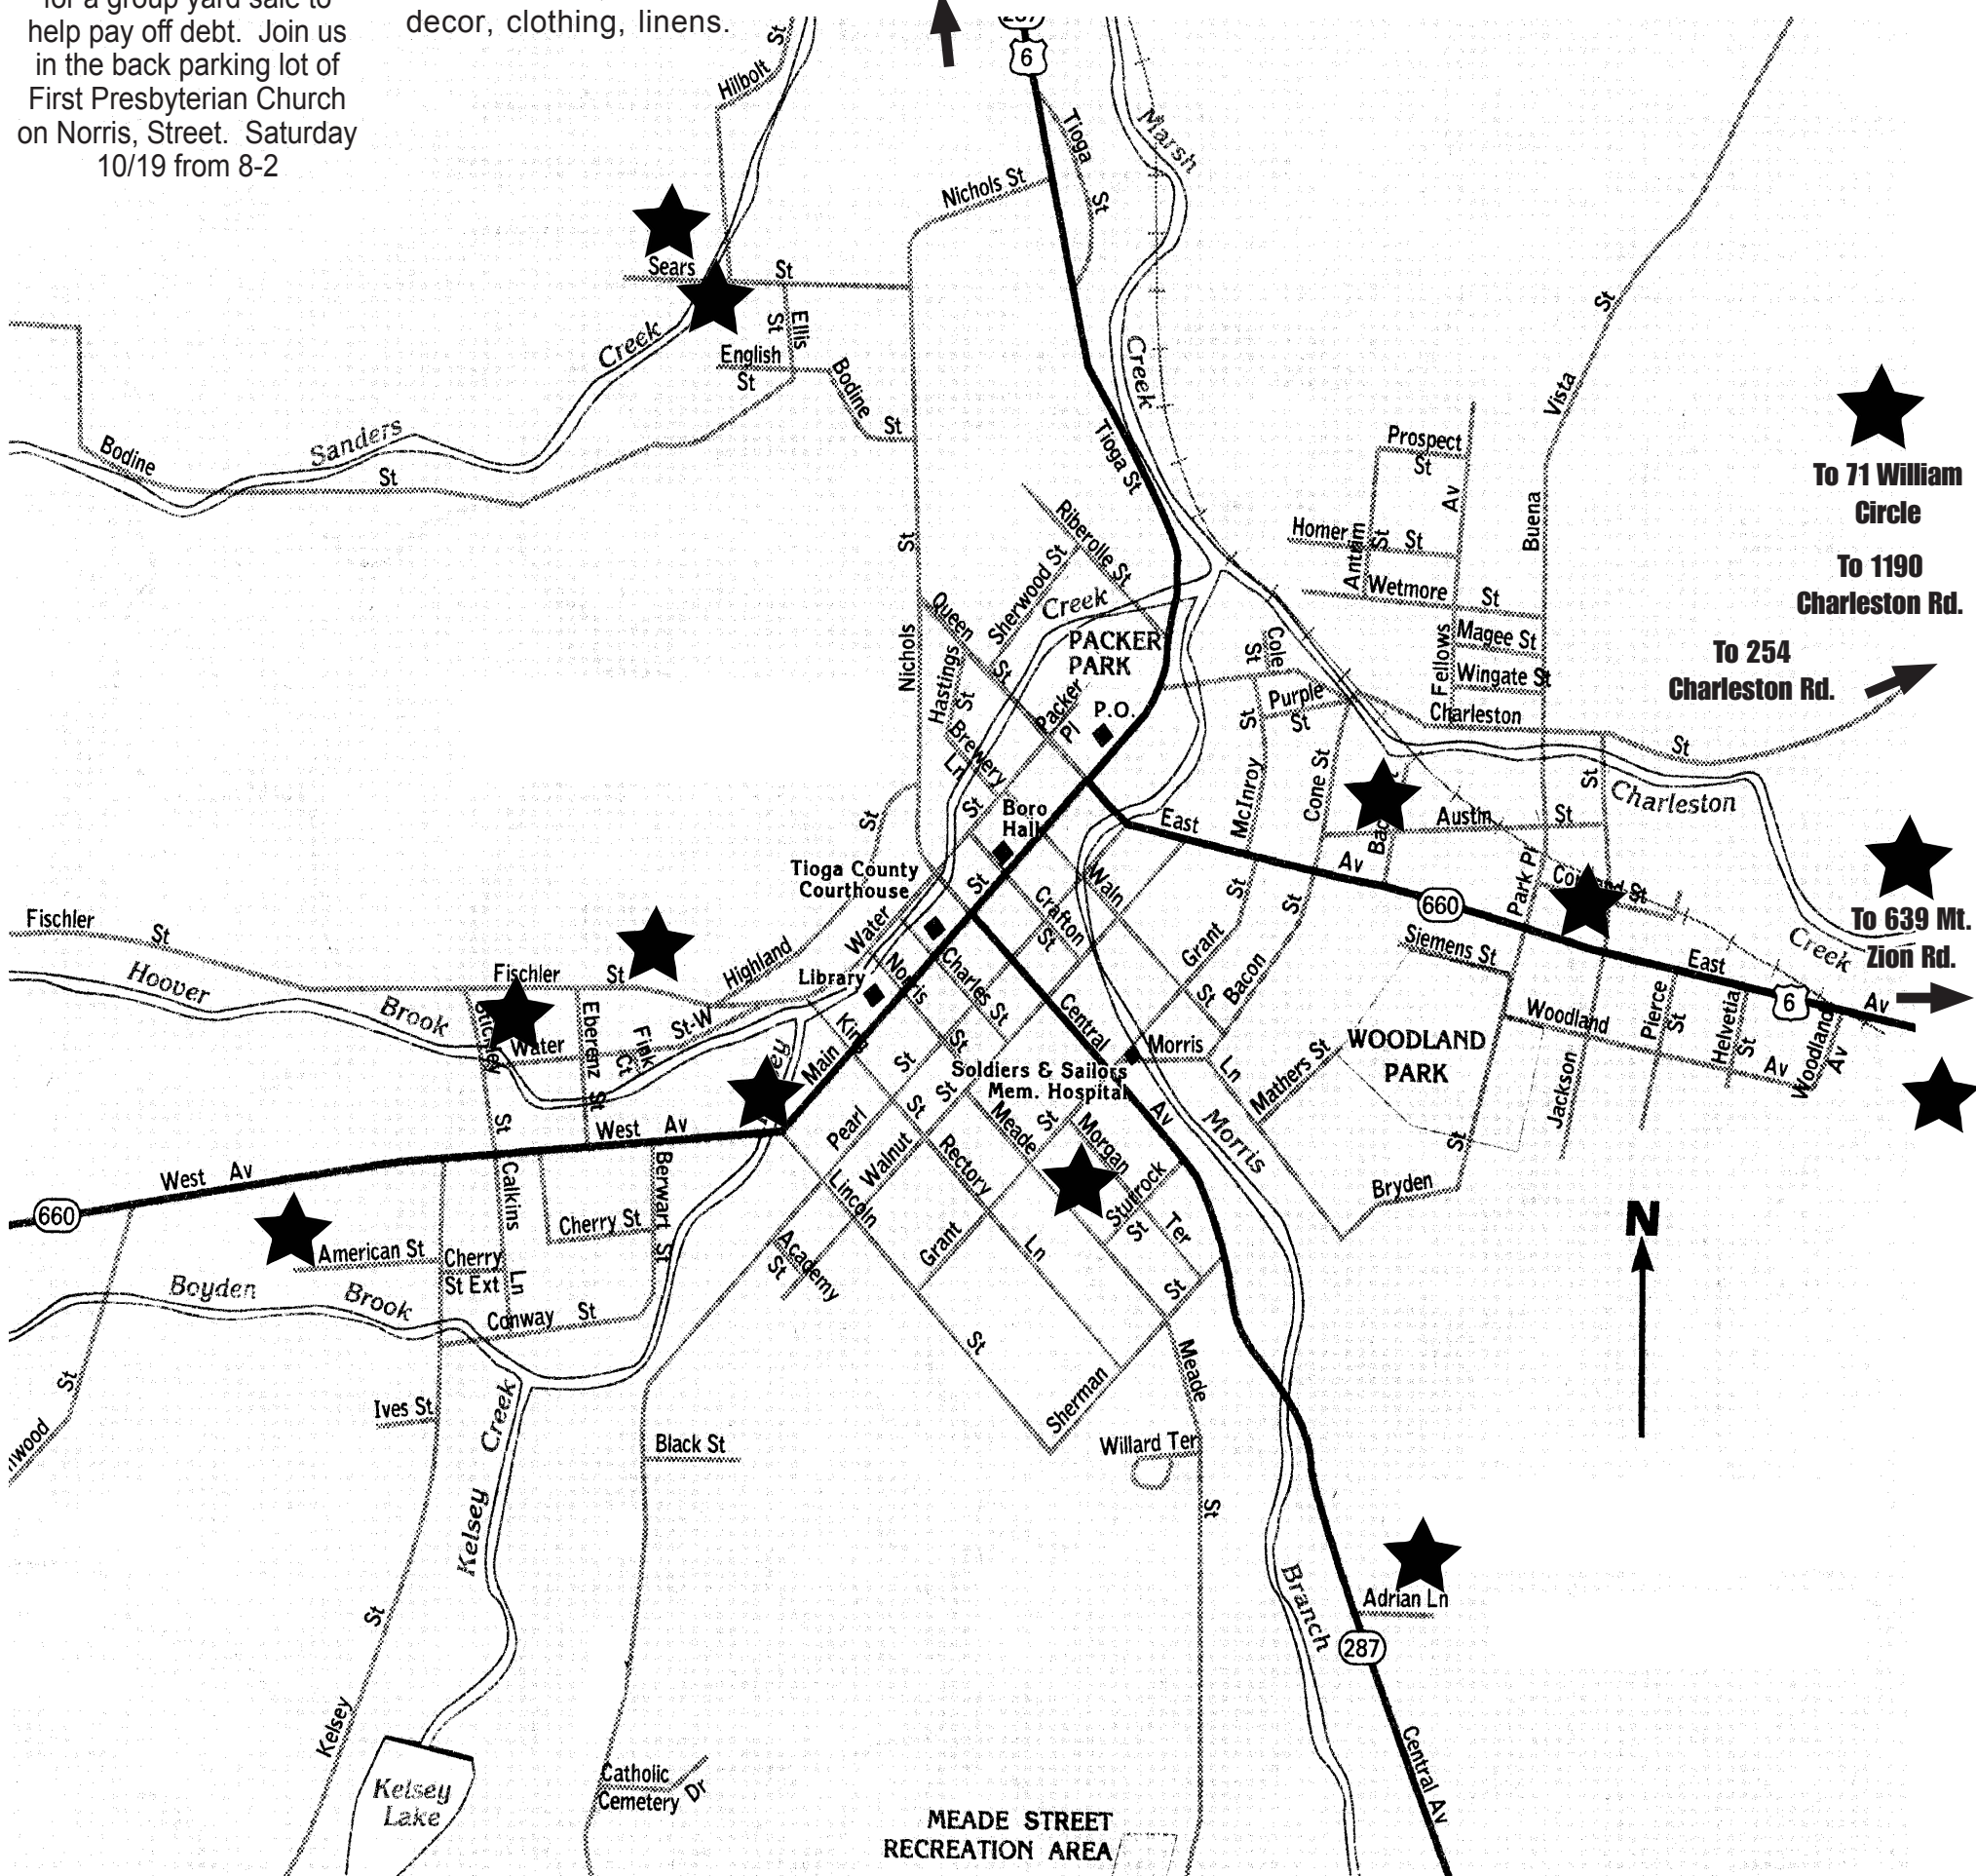 for a group yard sale to
help pay off debt. Join us
in the back parking lot of
First Presbyterian Church
on Norris, Street. Saturday
10/19 from 8-2
decor, clothing, linens.
287
6
St
Hilbolt
Tioga
St
Marsh
Creek
Nichols St
Sears
St
Ellis
St
English
St
Bodine
St
Creek
Sanders
Bodine
St
Tioga St
Vista
St
Buena
Prospect
St
Av
Homer
St
Antrim
St
Wetmore
St
Fellows
Magee St
Wingate St
Charleston
St
To 71 William
Circle
To 1190
Charleston Rd.
To 254
Charleston Rd.
Riberolle St
Sherwood St
Creek
Queen
St
PACKER
PARK
St
Nichols
Hastings
St
Packer
Pl
P.O.
Brewery
Ln
St
Cole
St
Purple
St
St
McInroy
St
Cone St
Austin
St
St
Charleston
Creek
Boro
Hall
East
Av
660
Park Pl
St
Tioga County
Courthouse
St
Highland
Water
St
Waln
St
Crafton
St
Grant
Bacon
St
Siemens St
East
Av
6
To 639 Mt.
Zion Rd.
Fischler
St
Hoover
Brook
Fischler
St
Stickley
St
Water
St-W
Eberenz
St
Fink
Ct
Library
Norris
St
Charles St
King
St
Main
Central
Av
Morris
Ln
Soldiers & Sailors
Mem. Hospital
Mathers St
WOODLAND
PARK
Woodland
Av
Jackson
Pierce
St
Helvetia
St
Woodland
Av
West
Av
West
Av
660
Pearl
St
Walnut
St
Lincoln
St
Rectory
Ln
Meade
St
Morgan
Ter
Sturrock
St
Morris
Branch
Bryden
St
N
American St
Cherry
St Ext
Calkins
Ln
Cherry St
Berwart
St
Conway
St
Boyden
Brook
Academy
St
Grant
St
Sherman
St
Meade
St
Willard Ter
Ives St
Kelsey
Creek
Black St
St
Adrian Ln
287
Kelsey
St
Central Av
Kelsey
Lake
Catholic
Cemetery
Dr
MEADE STREET
RECREATION AREA